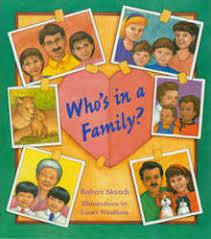 Who's in a
Family?
Robert Skutch
Illustrations by
Laura Nienhaus